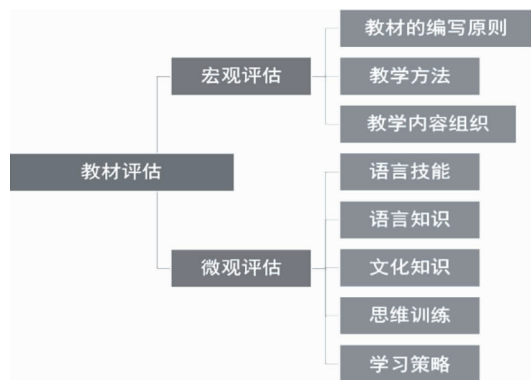 教材评估
宏观评估
教材的编写原则
教学方法
教学内容组织
微观评估
语言技能
语言知识
文化知识
思维训练
学习策略